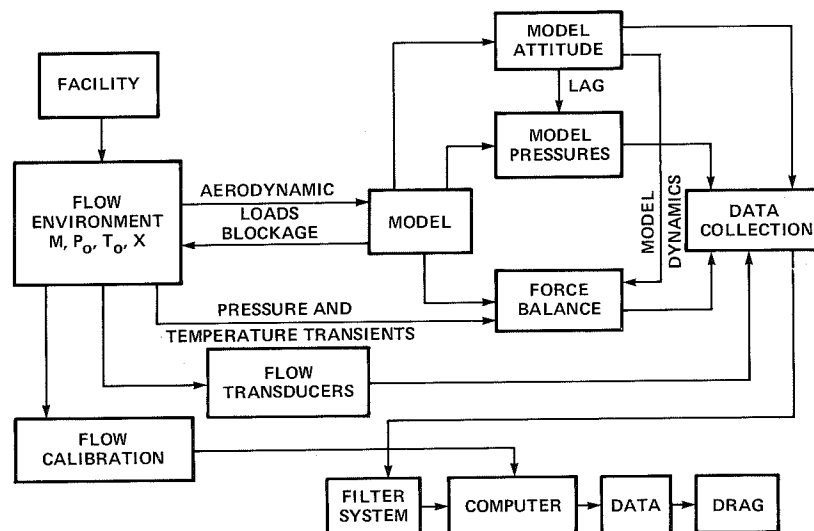 FACILITY
FLOW
ENVIRONMENT
M, Po, To, X
AERODYNAMIC
LOADS
BLOCKAGE
MODEL
MODEL
ATTITUDE
LAG
MODEL
PRESSURES
MODEL
DYNAMICS
DATA
COLLECTION
FORCE
BALANCE
PRESSURE AND
TEMPERATURE TRANSIENTS
FLOW
TRANSDUCERS
FLOW
CALIBRATION
FILTER
SYSTEM
COMPUTER
DATA
DRAG